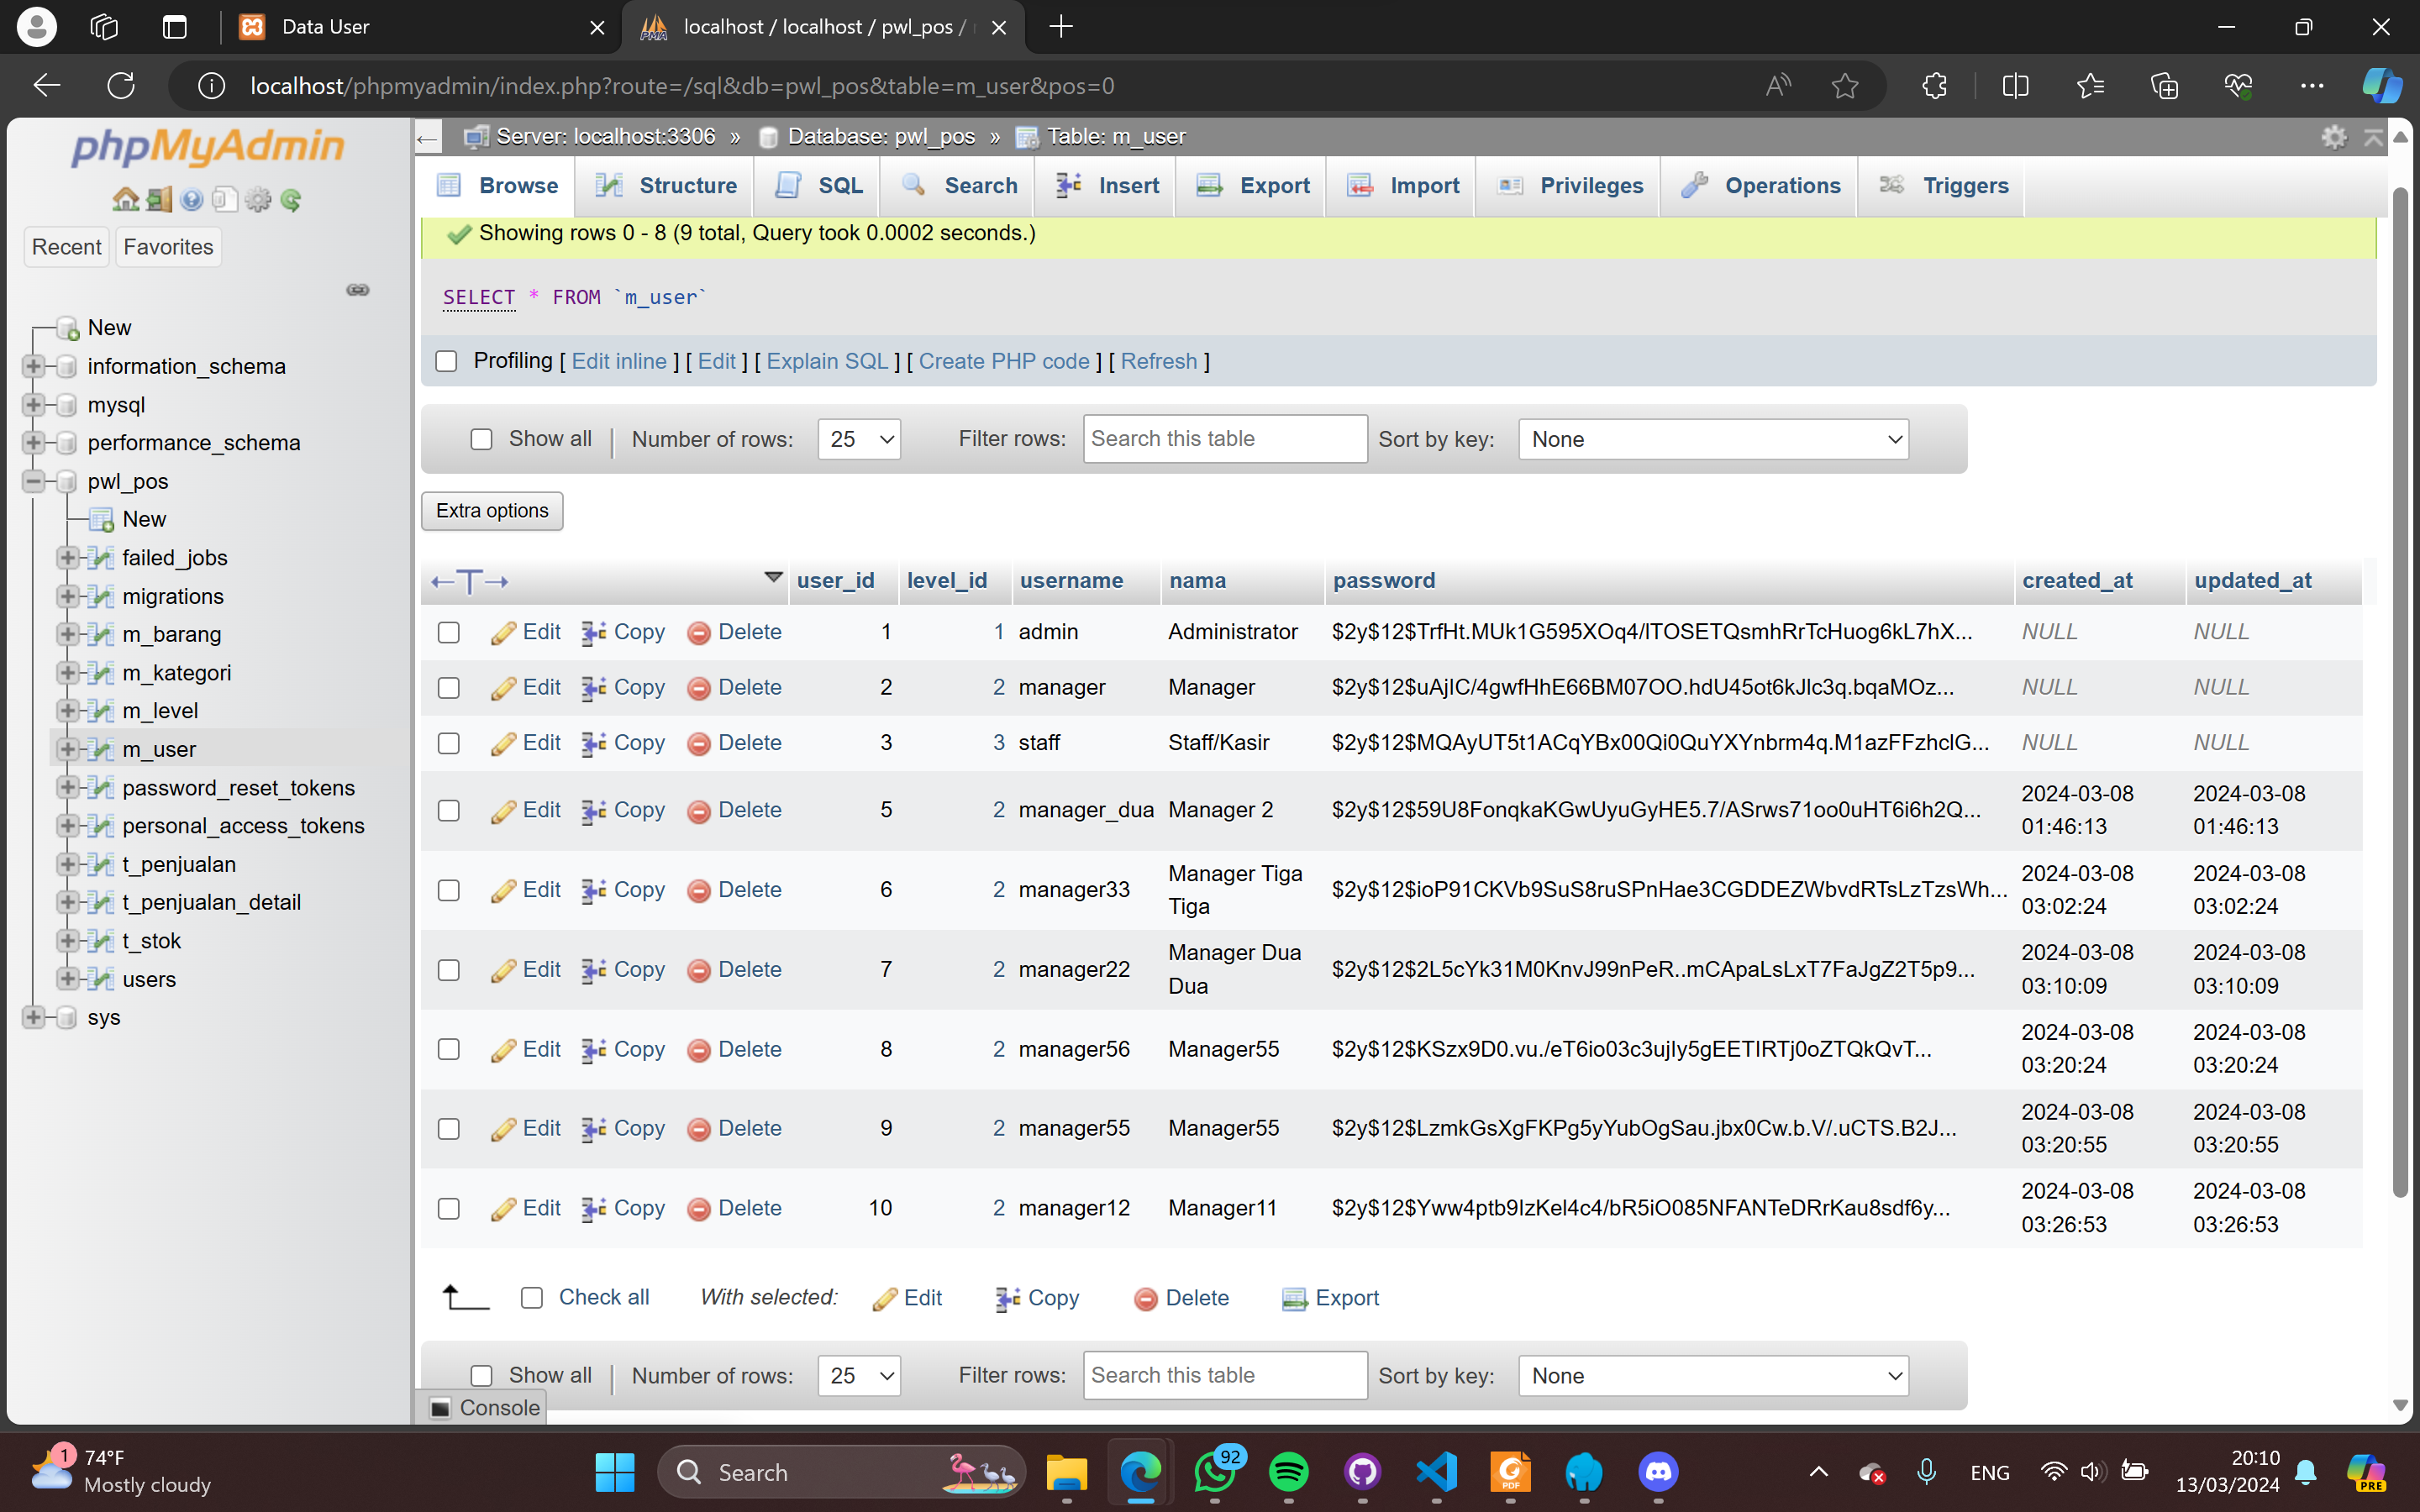 Data User
localhost / localhost / pwl_pos /
localhost/phpmyadmin/index.php?route=/sql&db=pwl_pos&table=m_user&pos=0
phpMyAdmin
Recent Favorites
New
information_schema
mysql
performance_schema
pwl_pos
New
failed_jobs
migrations
m_barang
m_kategori
m_level
m_user
password_reset_tokens
personal_access_tokens
t_penjualan
t_penjualan_detail
t_stok
users
sys
Server: localhost:3306 » Database: pwl_pos » Table: m_user
Browse Structure SQL Search Insert Export Import Privileges Operations Triggers
Showing rows 0 - 8 (9 total, Query took 0.0002 seconds.)
SELECT * FROM `m_user`
Profiling [ Edit inline ] [ Edit ] [ Explain SQL ] [ Create PHP code ] [ Refresh ]
Show all | Number of rows: 25 Filter rows: Search this table Sort by key: None
Extra options
user_id level_id username nama password created_at updated_at
Edit Copy Delete 1 1 admin Administrator $2y$12$TrfHt.MUk1G595XOq4/lTOSETQsmhRrTcHuog6kL7hX... NULL NULL
Edit Copy Delete 2 2 manager Manager $2y$12$uAjIC/4gwfHhE66BM07OO.hdU45ot6kJlc3q.bqaMOz... NULL NULL
Edit Copy Delete 3 3 staff Staff/Kasir $2y$12$MQAyUT5t1ACqYBx00Qi0QuYXYnbrm4q.M1azFFzhclG... NULL NULL
Edit Copy Delete 5 2 manager_dua Manager 2 $2y$12$59U8FonqkaKGwUyuGyHE5.7/ASrws71oo0uHT6i6h2Q... 2024-03-08 01:46:13 2024-03-08 01:46:13
Edit Copy Delete 6 2 manager33 Manager Tiga Tiga $2y$12$ioP91CKVb9SuS8ruSPnHae3CGDDEZWbvdRTsLzTzsWh... 2024-03-08 03:02:24 2024-03-08 03:02:24
Edit Copy Delete 7 2 manager22 Manager Dua Dua $2y$12$2L5cYk31M0KnvJ99nPeR..mCApaLsLxT7FaJgZ2T5p9... 2024-03-08 03:10:09 2024-03-08 03:10:09
Edit Copy Delete 8 2 manager56 Manager55 $2y$12$KSzx9D0.vu./eT6io03c3ujIy5gEETIRTj0oZTQkQvT... 2024-03-08 03:20:24 2024-03-08 03:20:24
Edit Copy Delete 9 2 manager55 Manager55 $2y$12$LzmkGsXgFKPg5yYubOgSau.jbx0Cw.b.V/.uCTS.B2J... 2024-03-08 03:20:55 2024-03-08 03:20:55
Edit Copy Delete 10 2 manager12 Manager11 $2y$12$Yww4ptb9IzKel4c4/bR5iO085NFANTeDRrKau8sdf6y... 2024-03-08 03:26:53 2024-03-08 03:26:53
Check all With selected: Edit Copy Delete Export
Show all | Number of rows: 25 Filter rows: Search this table Sort by key: None
Console
1 74°F
Mostly cloudy
Search
92
PDF
ENG
20:10
13/03/2024
PRE